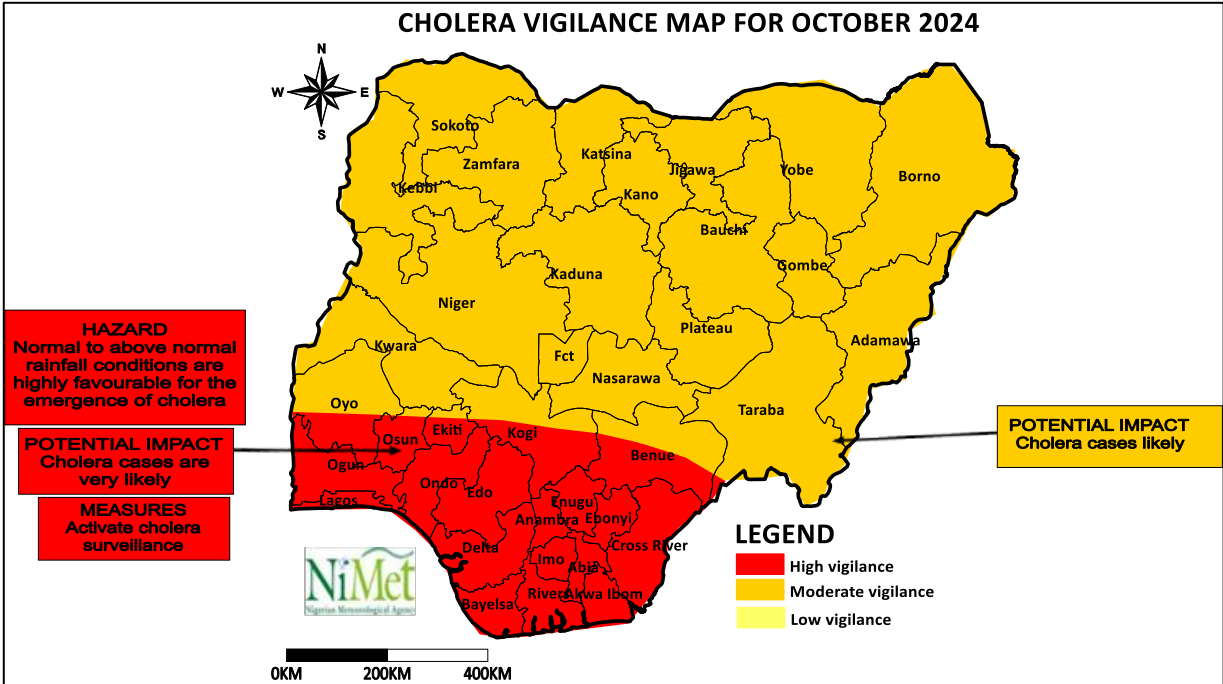 CHOLERA VIGILANCE MAP FOR OCTOBER 2024
N
W
E
S
Sokoto
Zamfara
Katsina
Jigawa
Yobe
Borno
Kebbi
Kano
Bauchi
Gombe
Kaduna
Niger
Plateau
Adamawa
Kwara
Fct
Nasarawa
Taraba
Oyo
HAZARD
Normal to above normal
rainfall conditions are
highly favourable for the
emergence of cholera
POTENTIAL IMPACT
Cholera cases are
very likely
MEASURES
Activate cholera
surveillance
POTENTIAL IMPACT
Cholera cases likely
Ekiti
Osun
Kogi
Benue
Ogun
Ondo
Edo
Lagos
Enugu
Anambra
Ebonyi
Delta
Imo
Abia
Cross River
Bayelsa
Rivers
Akwa Ibom
NiMet
Nigerian Meteorological Agency
LEGEND
High vigilance
Moderate vigilance
Low vigilance
0KM
200KM
400KM